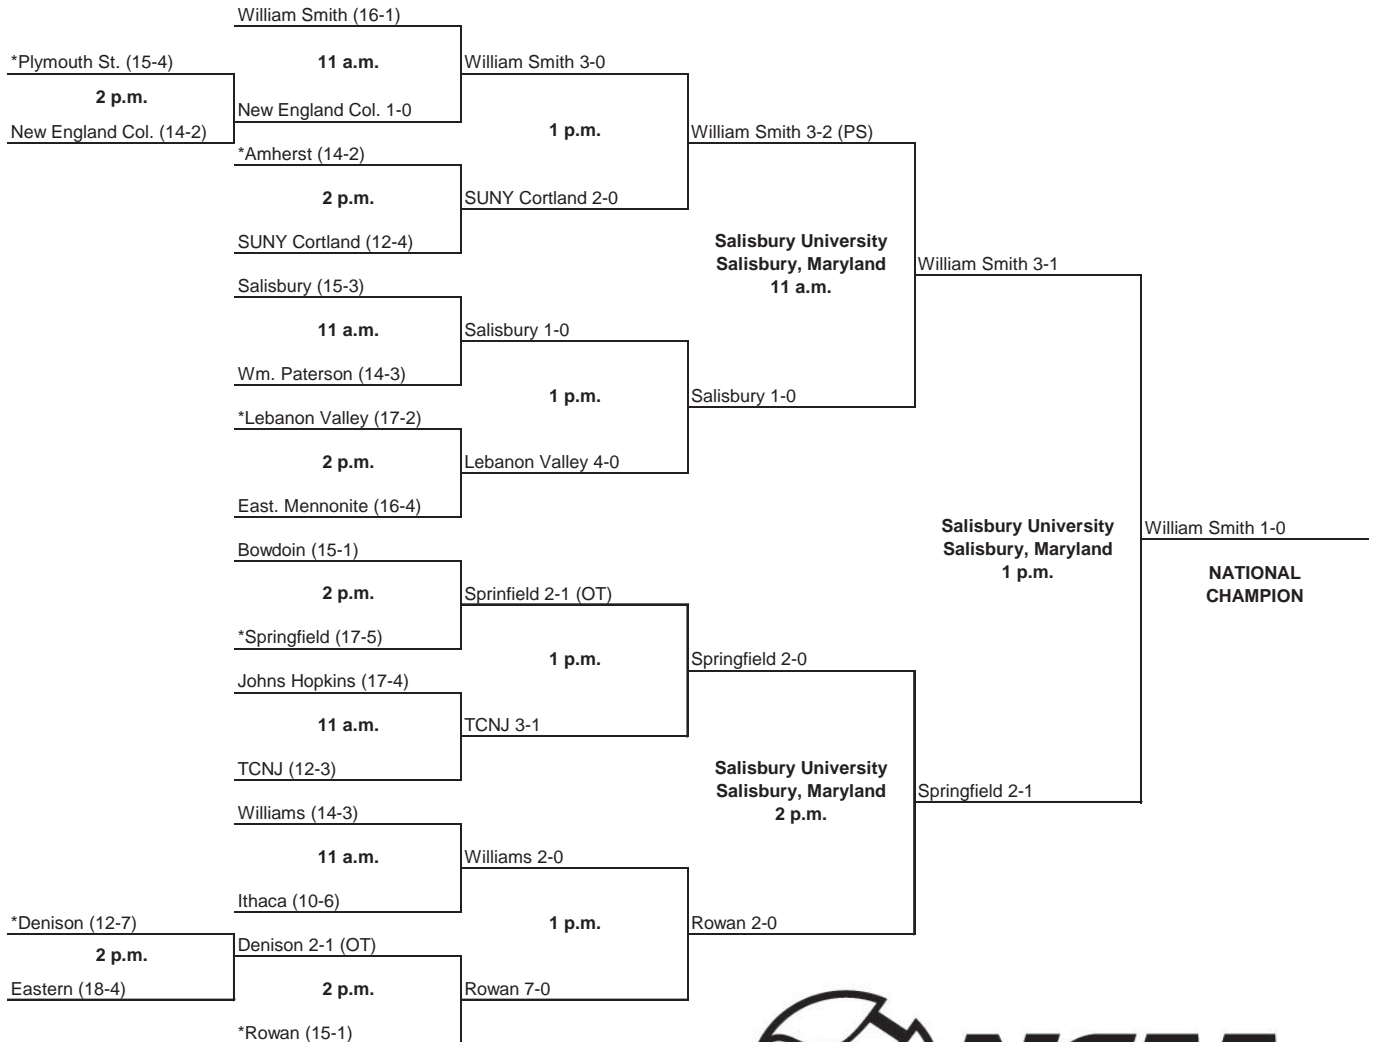 William Smith (16-1)
*Plymouth St. (15-4)
11 a.m.
William Smith 3-0
2 p.m.
New England Col. 1-0
New England Col. (14-2)
1 p.m.
William Smith 3-2 (PS)
*Amherst (14-2)
2 p.m.
SUNY Cortland 2-0
SUNY Cortland (12-4)
Salisbury University
Salisbury, Maryland
11 a.m.
William Smith 3-1
Salisbury (15-3)
11 a.m.
Salisbury 1-0
Wm. Paterson (14-3)
1 p.m.
Salisbury 1-0
*Lebanon Valley (17-2)
2 p.m.
Lebanon Valley 4-0
East. Mennonite (16-4)
Salisbury University
Salisbury, Maryland
1 p.m.
William Smith 1-0
NATIONAL
CHAMPION
Bowdoin (15-1)
2 p.m.
Sprinfield 2-1 (OT)
*Springfield (17-5)
1 p.m.
Springfield 2-0
Johns Hopkins (17-4)
11 a.m.
TCNJ 3-1
TCNJ (12-3)
Salisbury University
Salisbury, Maryland
2 p.m.
Springfield 2-1
Williams (14-3)
11 a.m.
Williams 2-0
Ithaca (10-6)
*Denison (12-7)
1 p.m.
Rowan 2-0
2 p.m.
Denison 2-1 (OT)
Eastern (18-4)
2 p.m.
Rowan 7-0
*Rowan (15-1)